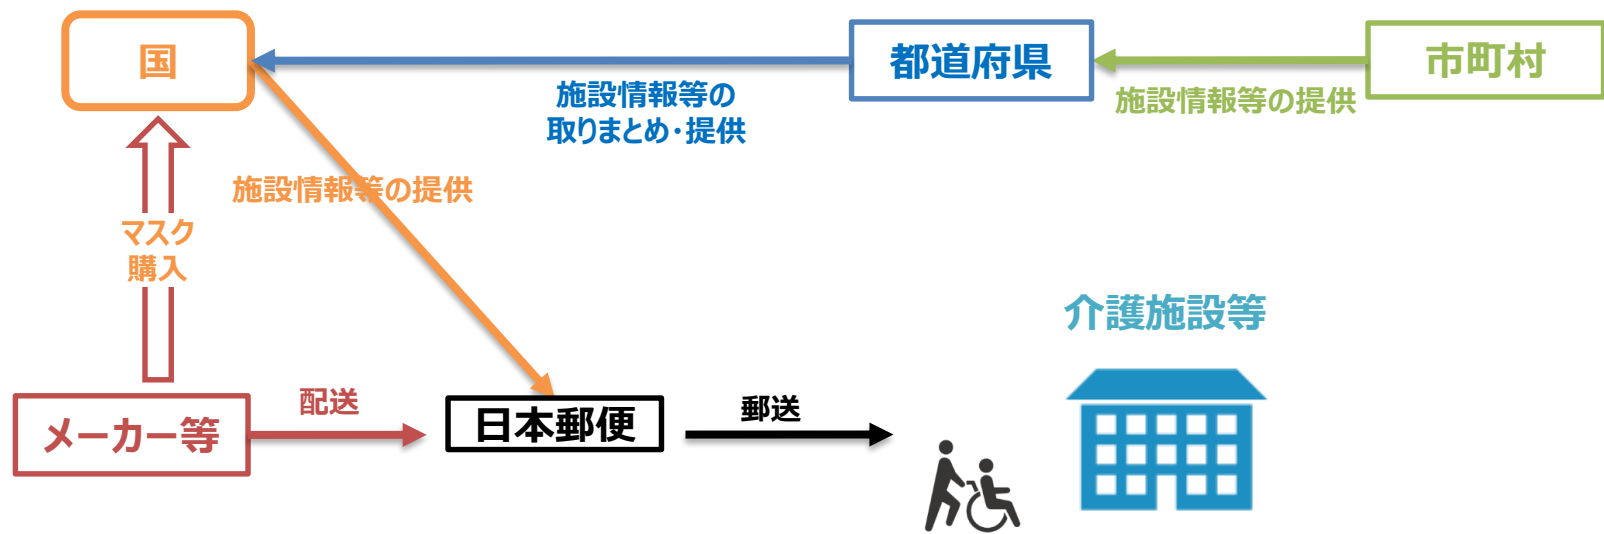 国
都道府県
市町村
施設情報等の
取りまとめ・提供
施設情報等の提供
施設情報等の提供
マスク
購入
介護施設等
メーカー等
配送
日本郵便
郵送